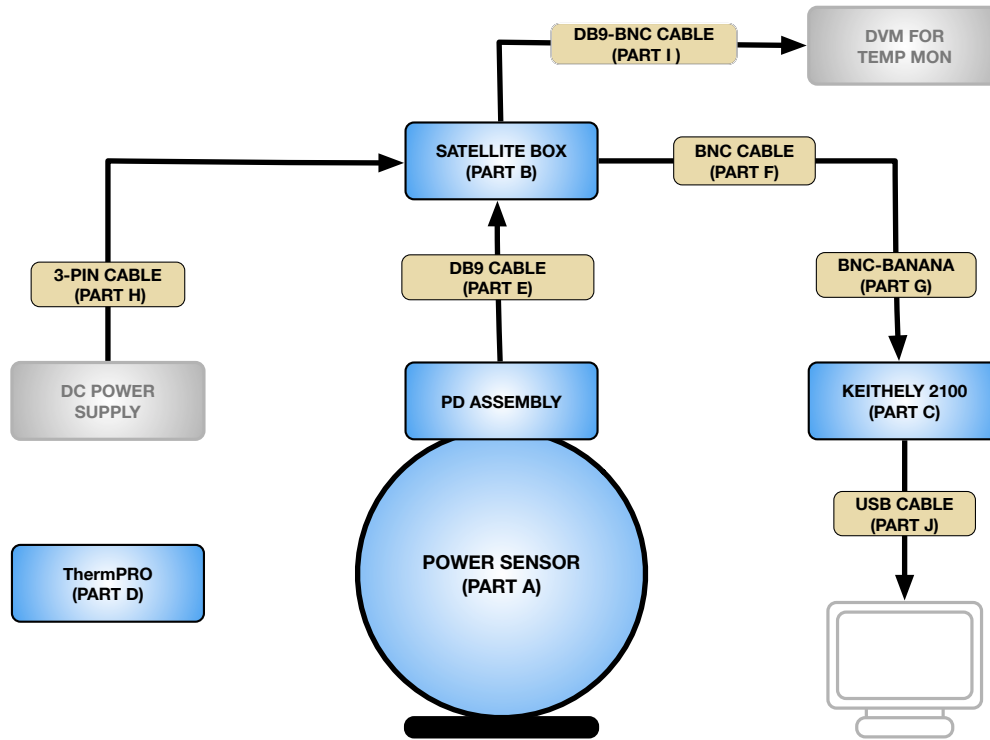 DB9-BNC CABLE
(PART I )
DVM FOR
TEMP MON
SATELLITE BOX
(PART B)
BNC CABLE
(PART F)
3-PIN CABLE
(PART H)
DB9 CABLE
(PART E)
BNC-BANANA
(PART G)
DC POWER
SUPPLY
PD ASSEMBLY
KEITHELY 2100
(PART C)
USB CABLE
(PART J)
ThermPRO
(PART D)
POWER SENSOR
(PART A)